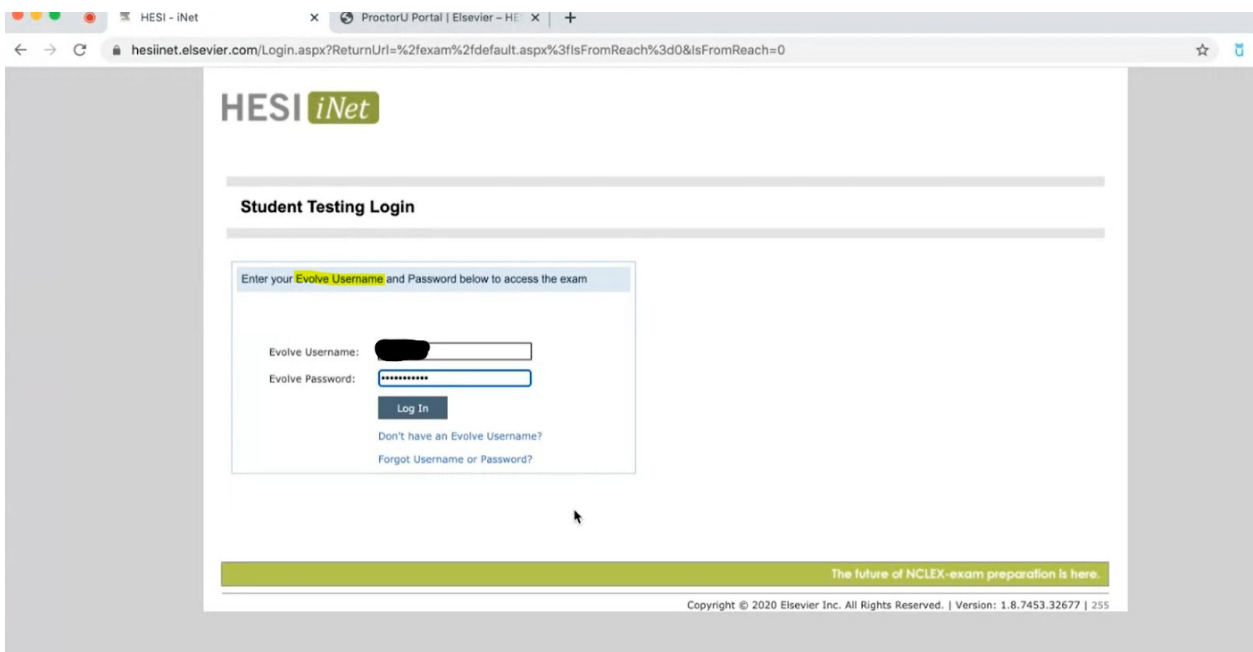 HESI - iNet
ProctorU Portal | Elsevier – HE
hesiinet.elsevier.com/Login.aspx?ReturnUrl=%2fexam%2fdefault.aspx%3fIsFromReach%3d0&IsFromReach=0
HESI iNet
Student Testing Login
Enter your Evolve Username and Password below to access the exam
Evolve Username:
Evolve Password: •••••••••••
Log In
Don't have an Evolve Username?
Forgot Username or Password?
The future of NCLEX-exam preparation is here.
Copyright © 2020 Elsevier Inc. All Rights Reserved. | Version: 1.8.7453.32677 | 255